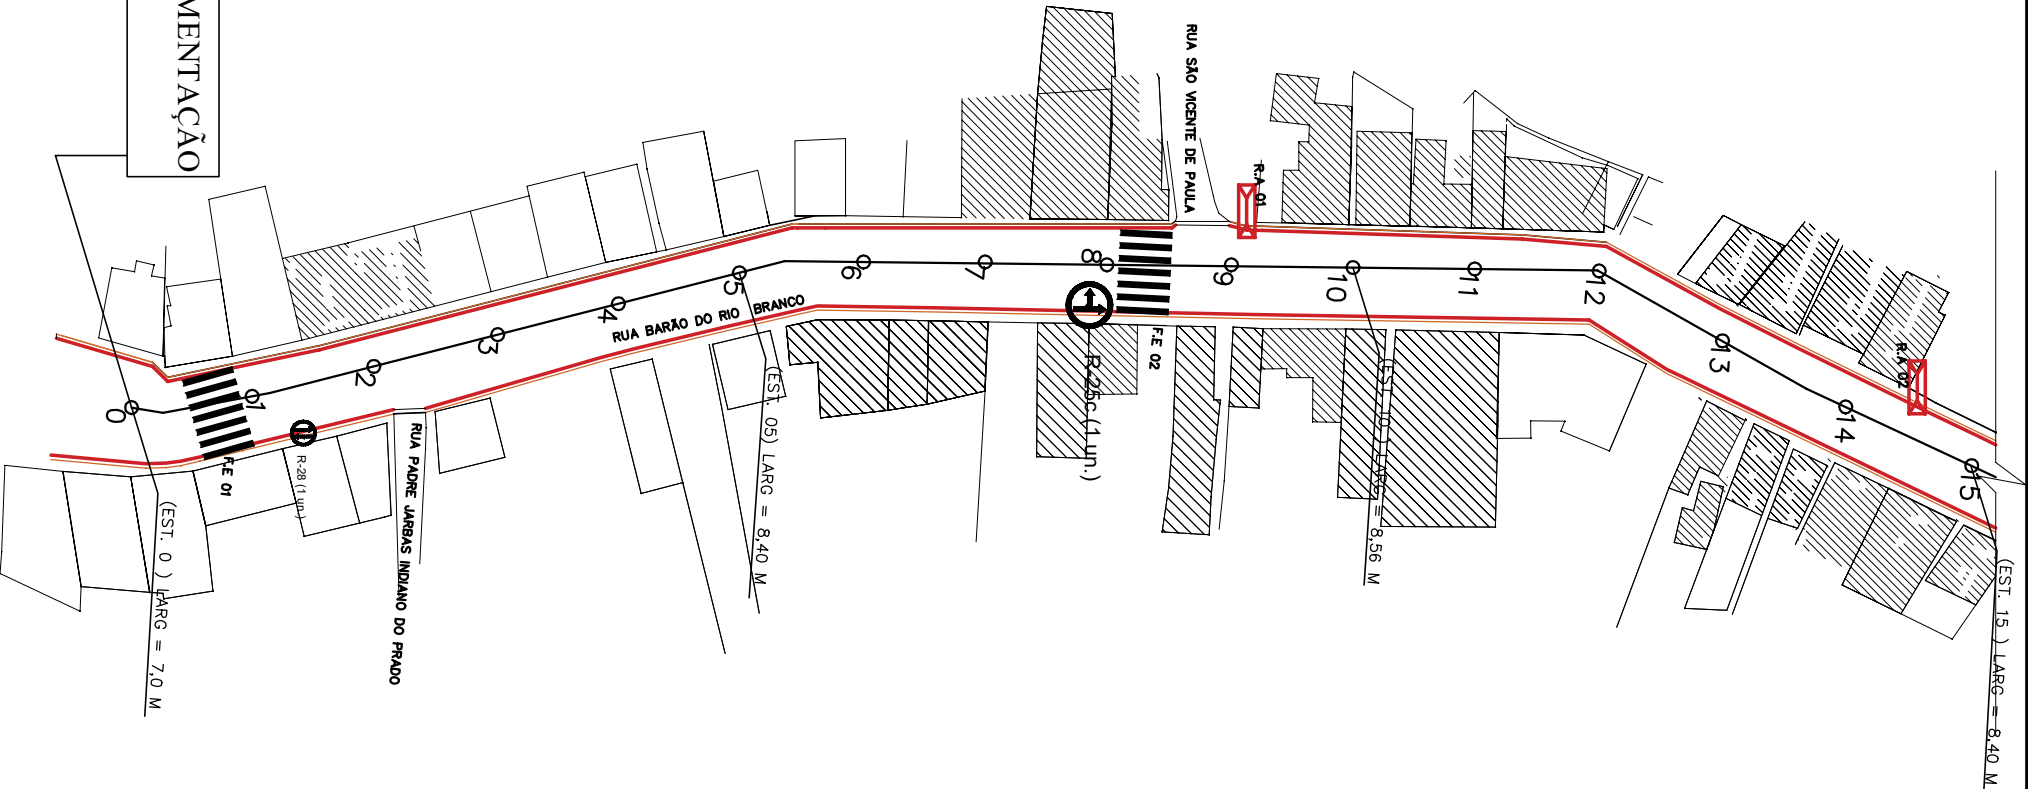 MENTAÇÃO
RUA SÃO VICENTE DE PAULA
R.A 01
R.A 02
RUA BARÃO DO RIO BRANCO
0
1
2
3
4
5
6
7
8
9
10
11
12
13
14
15
F.E 01
F.E 02
R-28 (1 un.)
R-25c (1 un.)
RUA PADRE JARBAS INDIANO DO PRADO
(EST. 0 ) LARG = 7,0 M
(EST. 05) LARG = 8,40 M
(EST. 10 ) LARG = 8,56 M
(EST. 15 ) LARG = 8,40 M